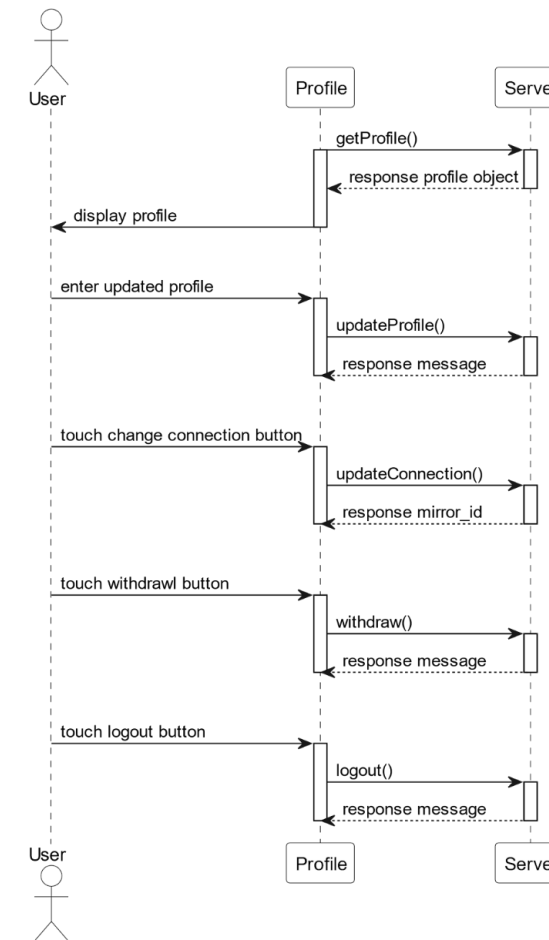 User
Profile
Serve
getProfile()
response profile object
display profile
enter updated profile
updateProfile()
response message
touch change connection button
updateConnection()
response mirror_id
touch withdrawl button
withdraw()
response message
touch logout button
logout()
response message
User
Profile
Serve